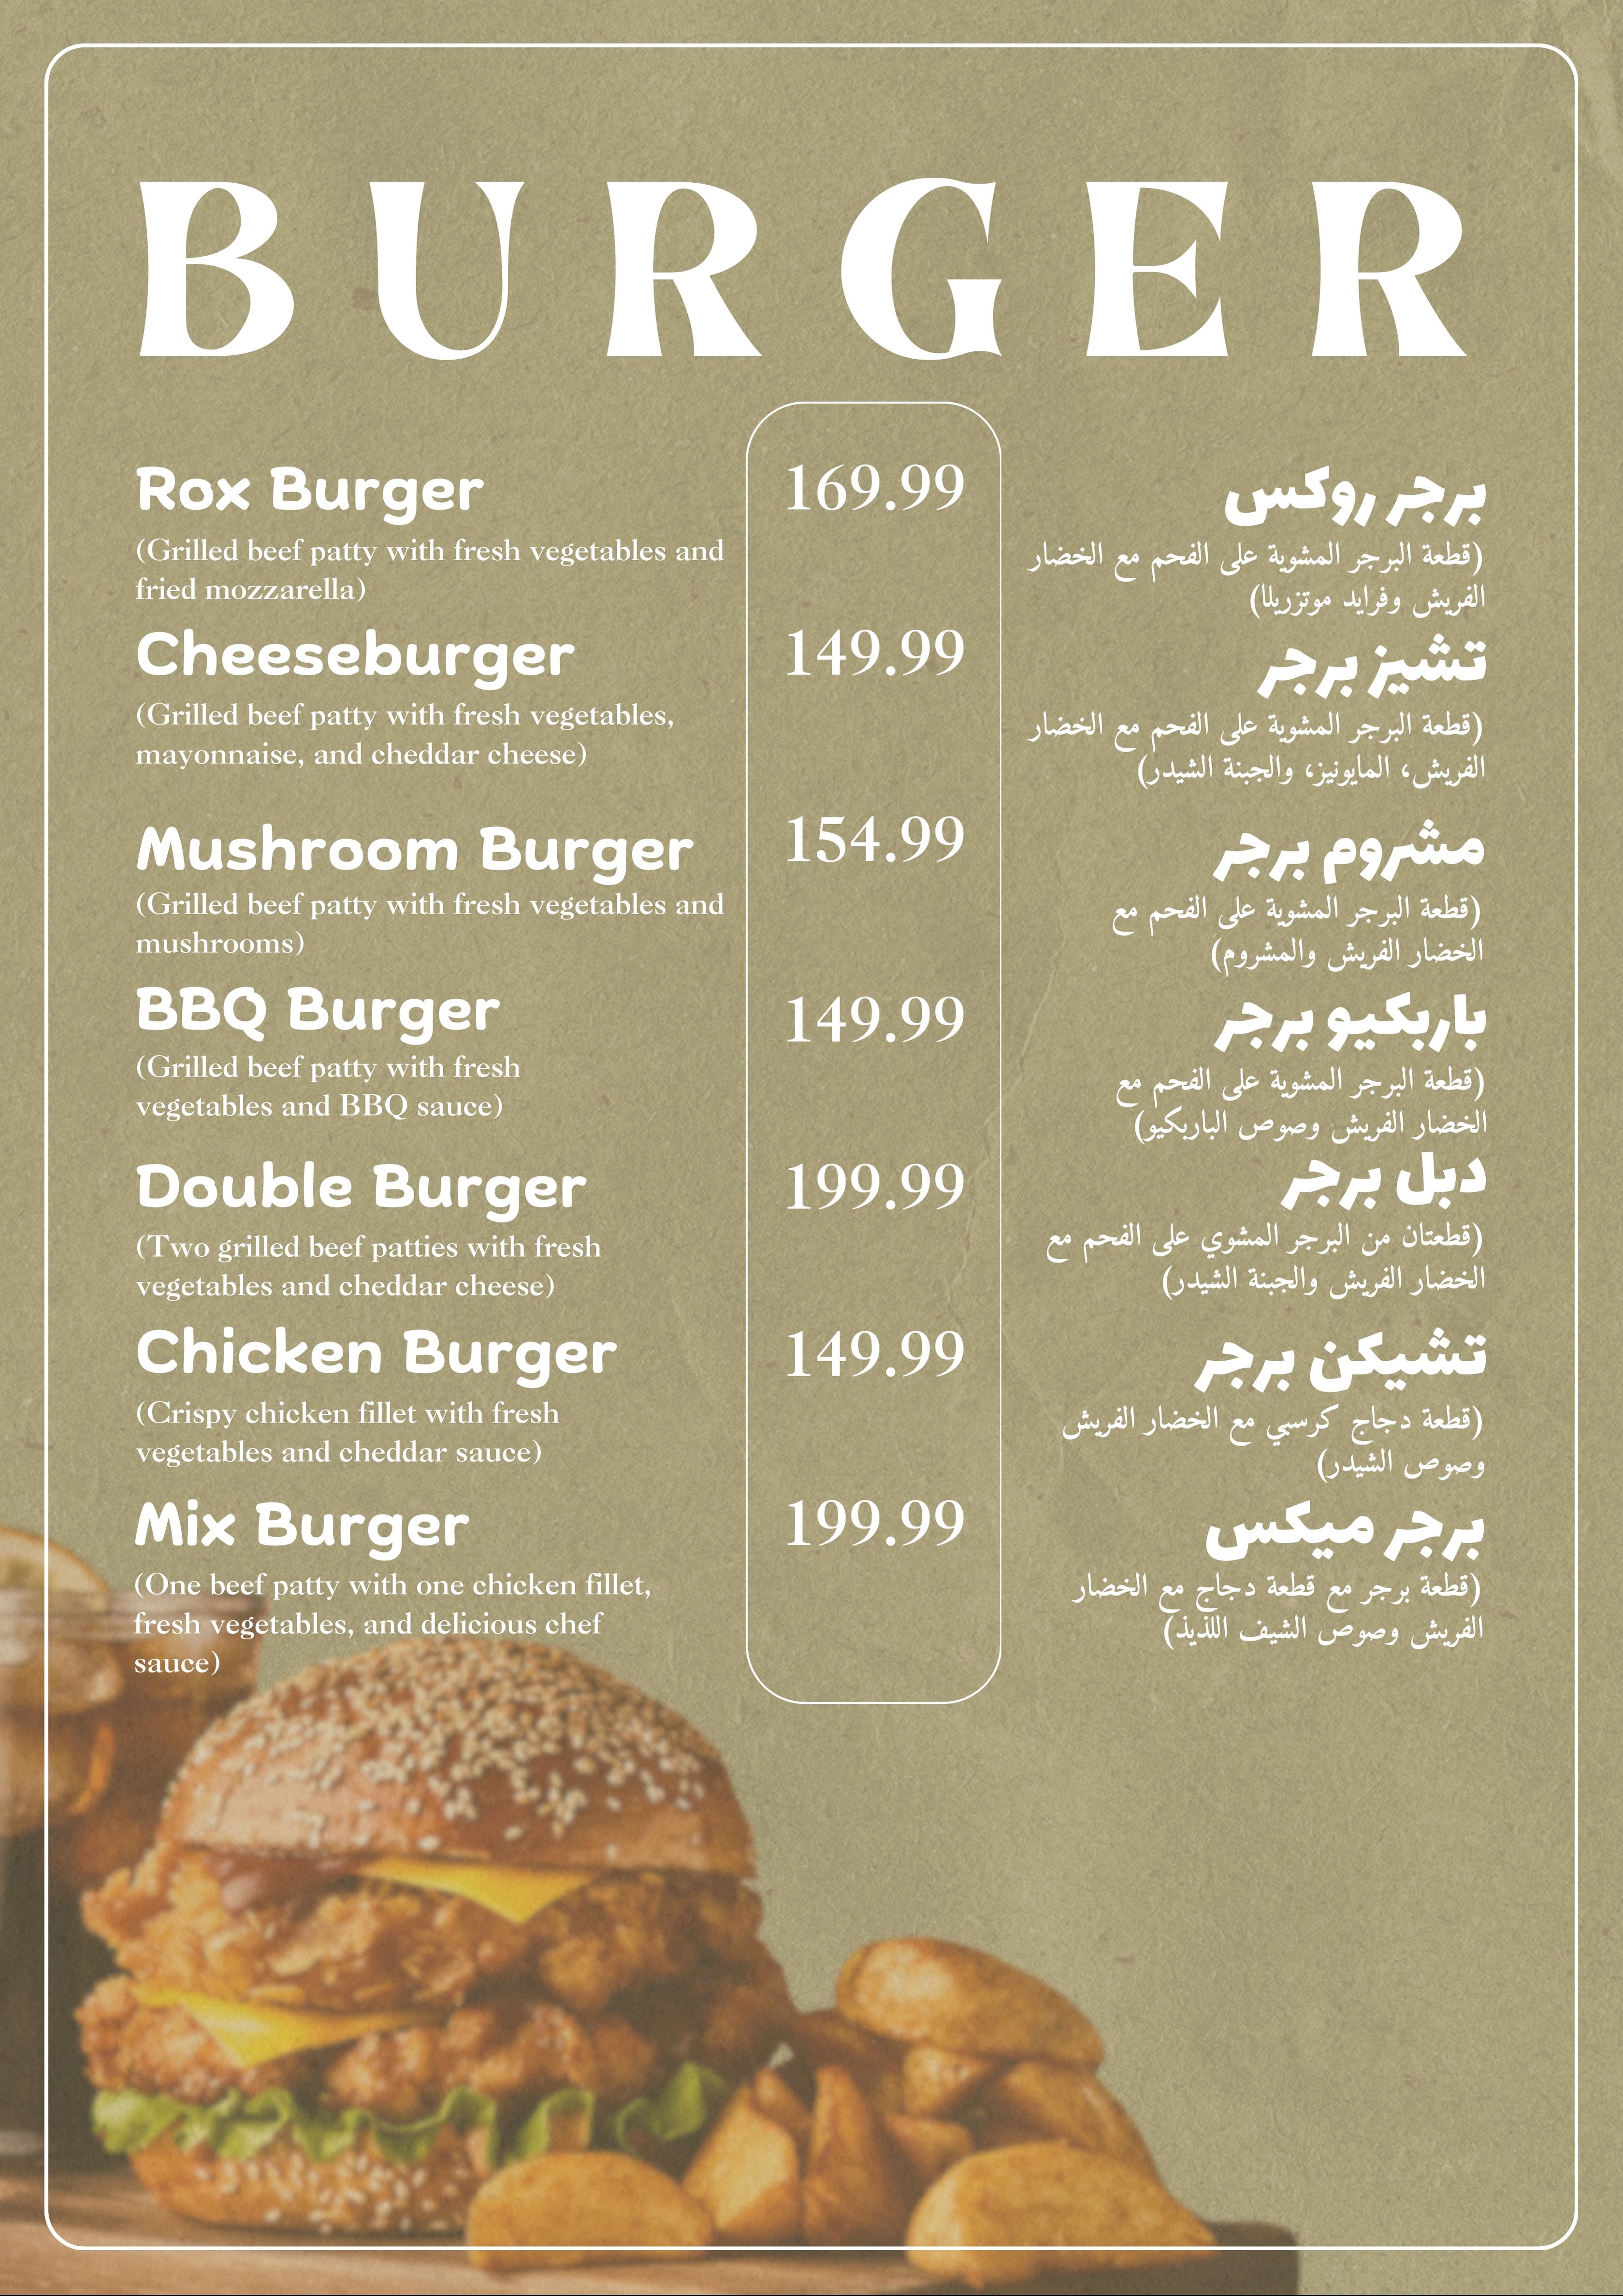 BURGER
Rox Burger
169.99
برجر روكس
(Grilled beef patty with fresh vegetables and
fried mozzarella)
(قطعة البرجر المشوية على الفحم مع الخضار
الفريش وفرايد موتزريلا)
Cheeseburger
149.99
تشيز برجر
(Grilled beef patty with fresh vegetables,
mayonnaise, and cheddar cheese)
(قطعة البرجر المشوية على الفحم مع الخضار
الفريش، المايونيز، والجبنة الشيدر)
Mushroom Burger
154.99
مشروم برجر
(Grilled beef patty with fresh vegetables and
mushrooms)
(قطعة البرجر المشوية على الفحم مع
الخضار الفريش والمشروم)
BBQ Burger
149.99
باربكيو برجر
(Grilled beef patty with fresh
vegetables and BBQ sauce)
(قطعة البرجر المشوية على الفحم مع
الخضار الفريش وصوص الباربكيو)
Double Burger
199.99
دبل برجر
(Two grilled beef patties with fresh
vegetables and cheddar cheese)
(قطعتان من البرجر المشوي على الفحم مع
الخضار الفريش والجبنة الشيدر)
Chicken Burger
149.99
تشيكن برجر
(Crispy chicken fillet with fresh
vegetables and cheddar sauce)
(قطعة دجاج كرسبي مع الخضار الفريش
وصوص الشيدر)
Mix Burger
199.99
برجر ميكس
(One beef patty with one chicken fillet,
fresh vegetables, and delicious chef
sauce)
(قطعة برجر مع قطعة دجاج مع الخضار
الفريش وصوص الشيف اللذيذ)